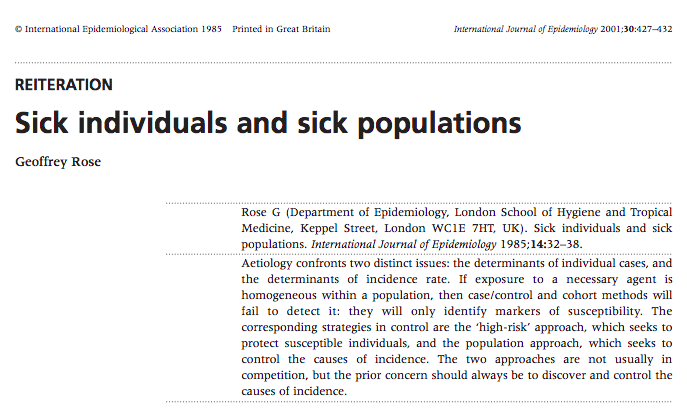 © International Epidemiological Association 1985 Printed in Great Britain
International Journal of Epidemiology 2001;30:427–432
REITERATION
Sick individuals and sick populations
Geoffrey Rose
Rose G (Department of Epidemiology, London School of Hygiene and Tropical
Medicine, Keppel Street, London WC1E 7HT, UK). Sick individuals and sick
populations. International Journal of Epidemiology 1985;14:32–38.
Aetiology confronts two distinct issues: the determinants of individual cases, and
the determinants of incidence rate. If exposure to a necessary agent is
homogeneous within a population, then case/control and cohort methods will
fail to detect it: they will only identify markers of susceptibility. The
corresponding strategies in control are the ‘high-risk’ approach, which seeks to
protect susceptible individuals, and the population approach, which seeks to
control the causes of incidence. The two approaches are not usually in
competition, but the prior concern should always be to discover and control the
causes of incidence.